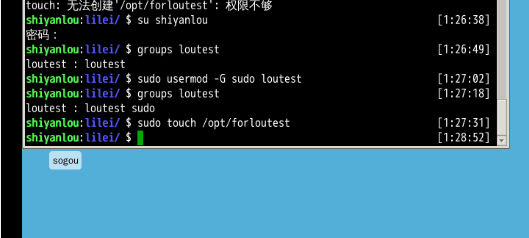 touch: 无法创建'/opt/forloutest': 权限不够
shiyanlou:lilei/ $ su shiyanlou [1:26:38]
密码：
shiyanlou:lilei/ $ groups loutest [1:26:49]
loutest : loutest
shiyanlou:lilei/ $ sudo usermod -G sudo loutest [1:27:02]
shiyanlou:lilei/ $ groups loutest [1:27:18]
loutest : loutest sudo
shiyanlou:lilei/ $ sudo touch /opt/forloutest [1:27:31]
shiyanlou:lilei/ $ [1:28:52]
sogou